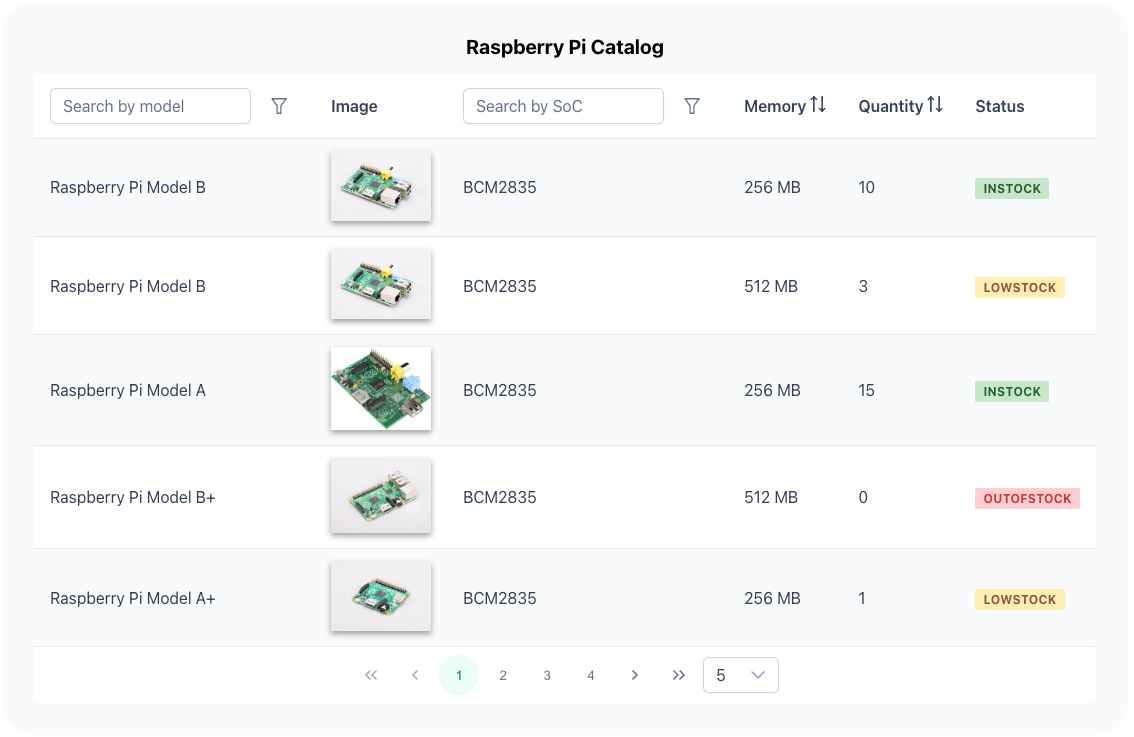 Raspberry Pi Catalog
Search by model Image Search by SoC Memory Quantity Status
Raspberry Pi Model B BCM2835 256 MB 10 INSTOCK
Raspberry Pi Model B BCM2835 512 MB 3 LOWSTOCK
Raspberry Pi Model A BCM2835 256 MB 15 INSTOCK
Raspberry Pi Model B+ BCM2835 512 MB 0 OUTOFSTOCK
Raspberry Pi Model A+ BCM2835 256 MB 1 LOWSTOCK
1 2 3 4 5